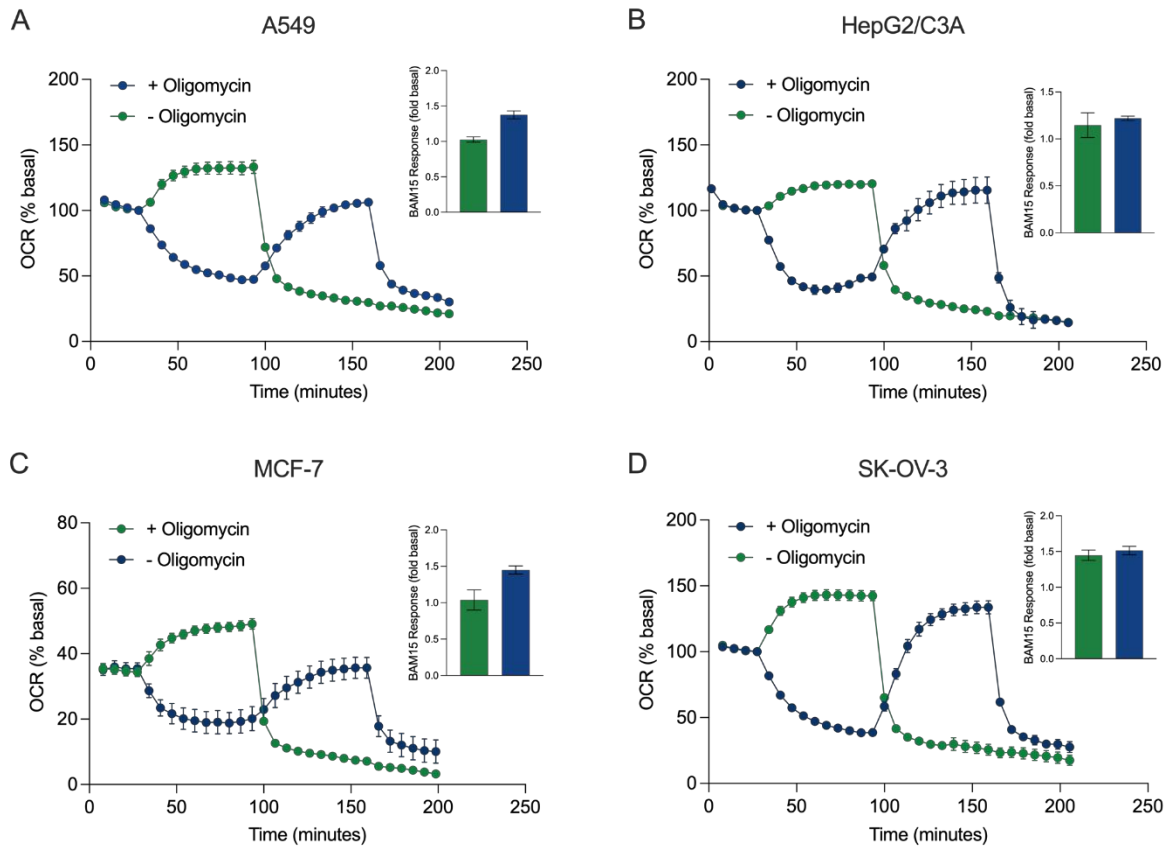 A
A549
+ Oligomycin
- Oligomycin
OCR (% basal)
200
150
100
50
0
0 50 100 150 200 250
Time (minutes)
BAM15 Response (fold basal)
2.0
1.5
1.0
0.5
0.0
B
HepG2/C3A
+ Oligomycin
- Oligomycin
OCR (% basal)
200
150
100
50
0
0 50 100 150 200 250
Time (minutes)
BAM15 Response (fold basal)
1.5
1.0
0.5
0.0
C
MCF-7
+ Oligomycin
- Oligomycin
OCR (% basal)
80
60
40
20
0
0 50 100 150 200 250
Time (minutes)
BAM15 Response (fold basal)
2.0
1.5
1.0
0.5
0.0
D
SK-OV-3
+ Oligomycin
- Oligomycin
OCR (% basal)
200
150
100
50
0
0 50 100 150 200 250
Time (minutes)
BAM15 Response (fold basal)
2.0
1.5
1.0
0.5
0.0